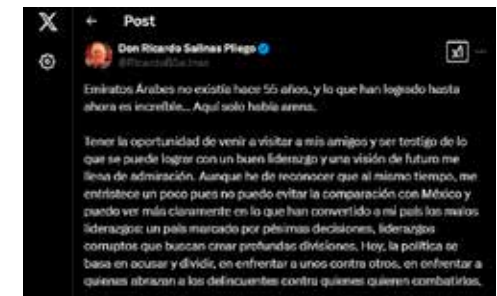 Post
Don Ricardo Salinas Pliego
@RicardoBSalinas
Emiratos Árabes no existía hace 55 años, y lo que han logrado hasta
ahora es increíble... Aquí solo había arena.
Tener la oportunidad de venir a visitar a mis amigos y ser testigo de lo
que se puede lograr con un buen liderazgo y una visión de futuro me
llena de admiración. Aunque he de reconocer que al mismo tiempo, me
entristece un poco pues no puedo evitar la comparación con México y
puedo ver más claramente en lo que han convertido a mi país los malos
liderazgos: un país marcado por pésimas decisiones, liderazgos
corruptos que buscan crear profundas divisiones. Hoy, la política se
basa en acusar y dividir, en enfrentar a unos contra otros, en enfrentar a
quienes abrazan a los delincuentes contra quienes quieren combatirlos.